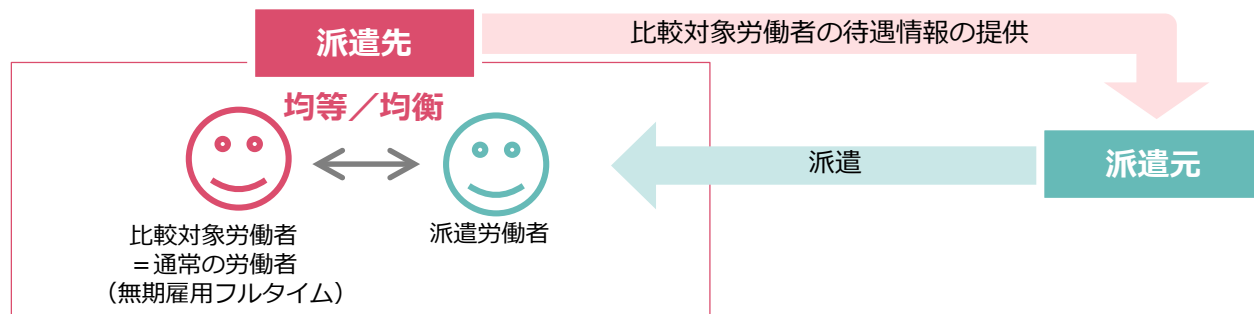 派遣先
比較対象労働者の待遇情報の提供
均等／均衡
派遣
派遣元
比較対象労働者
＝通常の労働者
（無期雇用フルタイム）
派遣労働者